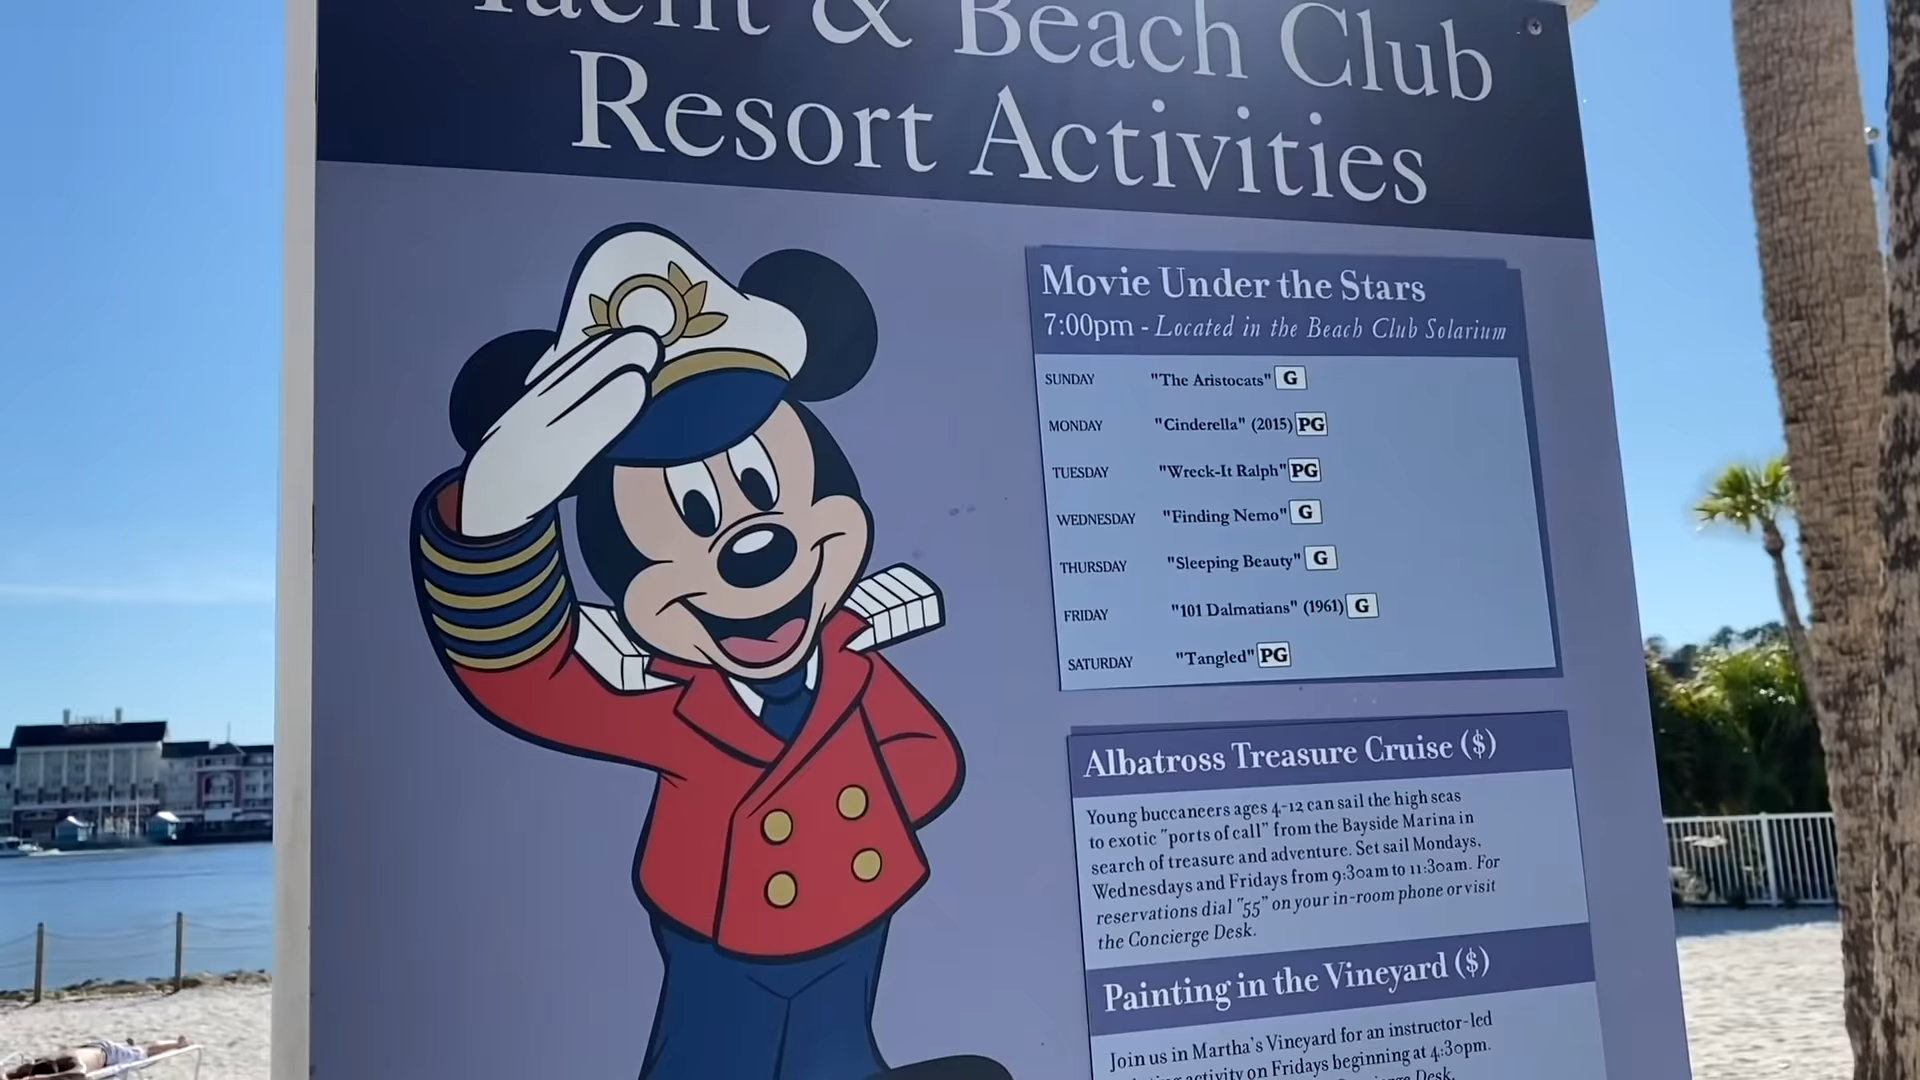 Yacht & Beach Club
Resort Activities
Movie Under the Stars
7:00pm - Located in the Beach Club Solarium
SUNDAY "The Aristocats" G
MONDAY "Cinderella" (2015) PG
TUESDAY "Wreck-It Ralph" PG
WEDNESDAY "Finding Nemo" G
THURSDAY "Sleeping Beauty" G
FRIDAY "101 Dalmatians" (1961) G
SATURDAY "Tangled" PG
Albatross Treasure Cruise ($)
Young buccaneers ages 4-12 can sail the high seas
to exotic "ports of call" from the Bayside Marina in
search of treasure and adventure. Set sail Mondays,
Wednesdays and Fridays from 9:30am to 11:30am. For
reservations dial "55" on your in-room phone or visit
the Concierge Desk.
Painting in the Vineyard ($)
Join us in Martha's Vineyard for an instructor-led
activity on Fridays beginning at 4:30pm.
Desk.